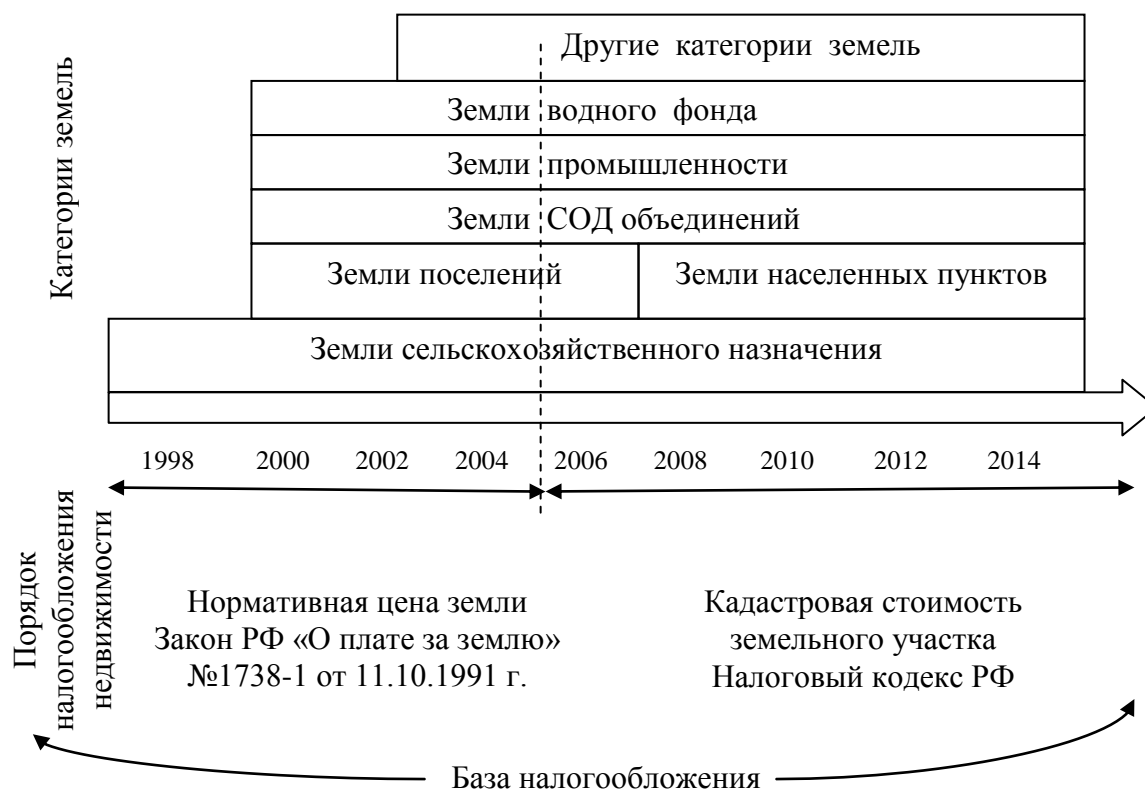 Категории земель
Другие категории земель
Земли водного фонда
Земли промышленности
Земли СОД объединений
Земли поселений
Земли населенных пунктов
Земли сельскохозяйственного назначения
1998 2000 2002 2004 2006 2008 2010 2012 2014
Порядок
налогообложения
недвижимости
Нормативная цена земли
Закон РФ «О плате за землю»
№1738-1 от 11.10.1991 г.
Кадастровая стоимость
земельного участка
Налоговый кодекс РФ
База налогообложения